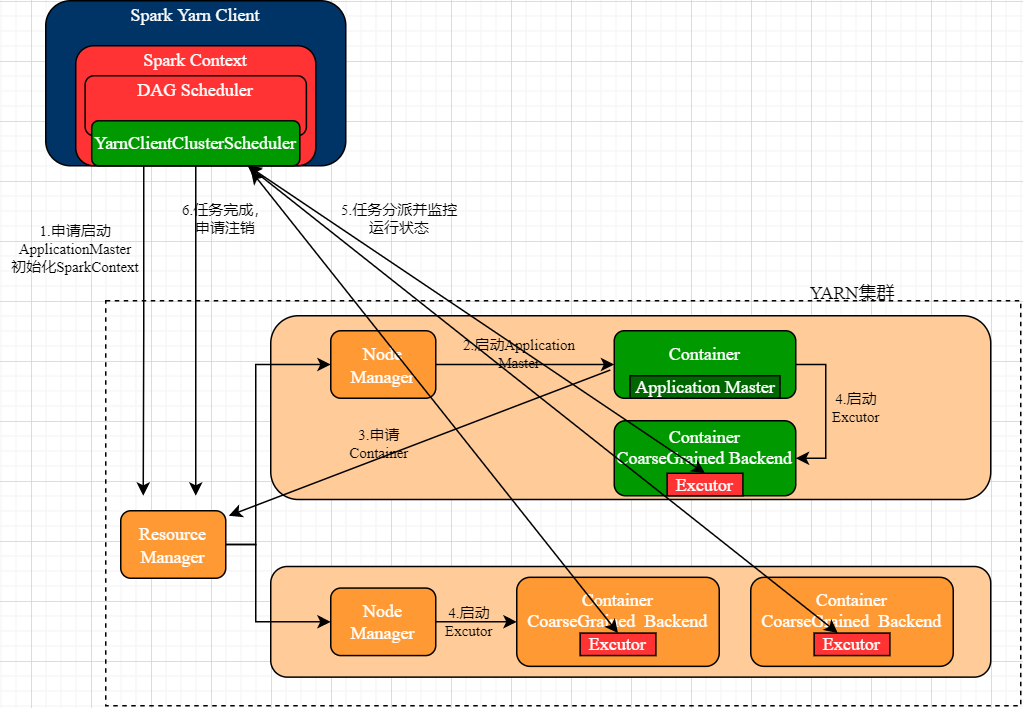 Spark Yarn Client
Spark Context
DAG Scheduler
YarnClientClusterScheduler
1.申请启动
ApplicationMaster
初始化SparkContext
6.任务完成，
申请注销
5.任务分派并监控
运行状态
YARN集群
Node
Manager
2.启动Application
Master
Container
Application Master
4.启动
Excutor
3.申请
Container
Container
CoarseGrained Backend
Excutor
Resource
Manager
Node
Manager
4.启动
Excutor
Container
CoarseGrained Backend
Excutor
Container
CoarseGrained Backend
Excutor